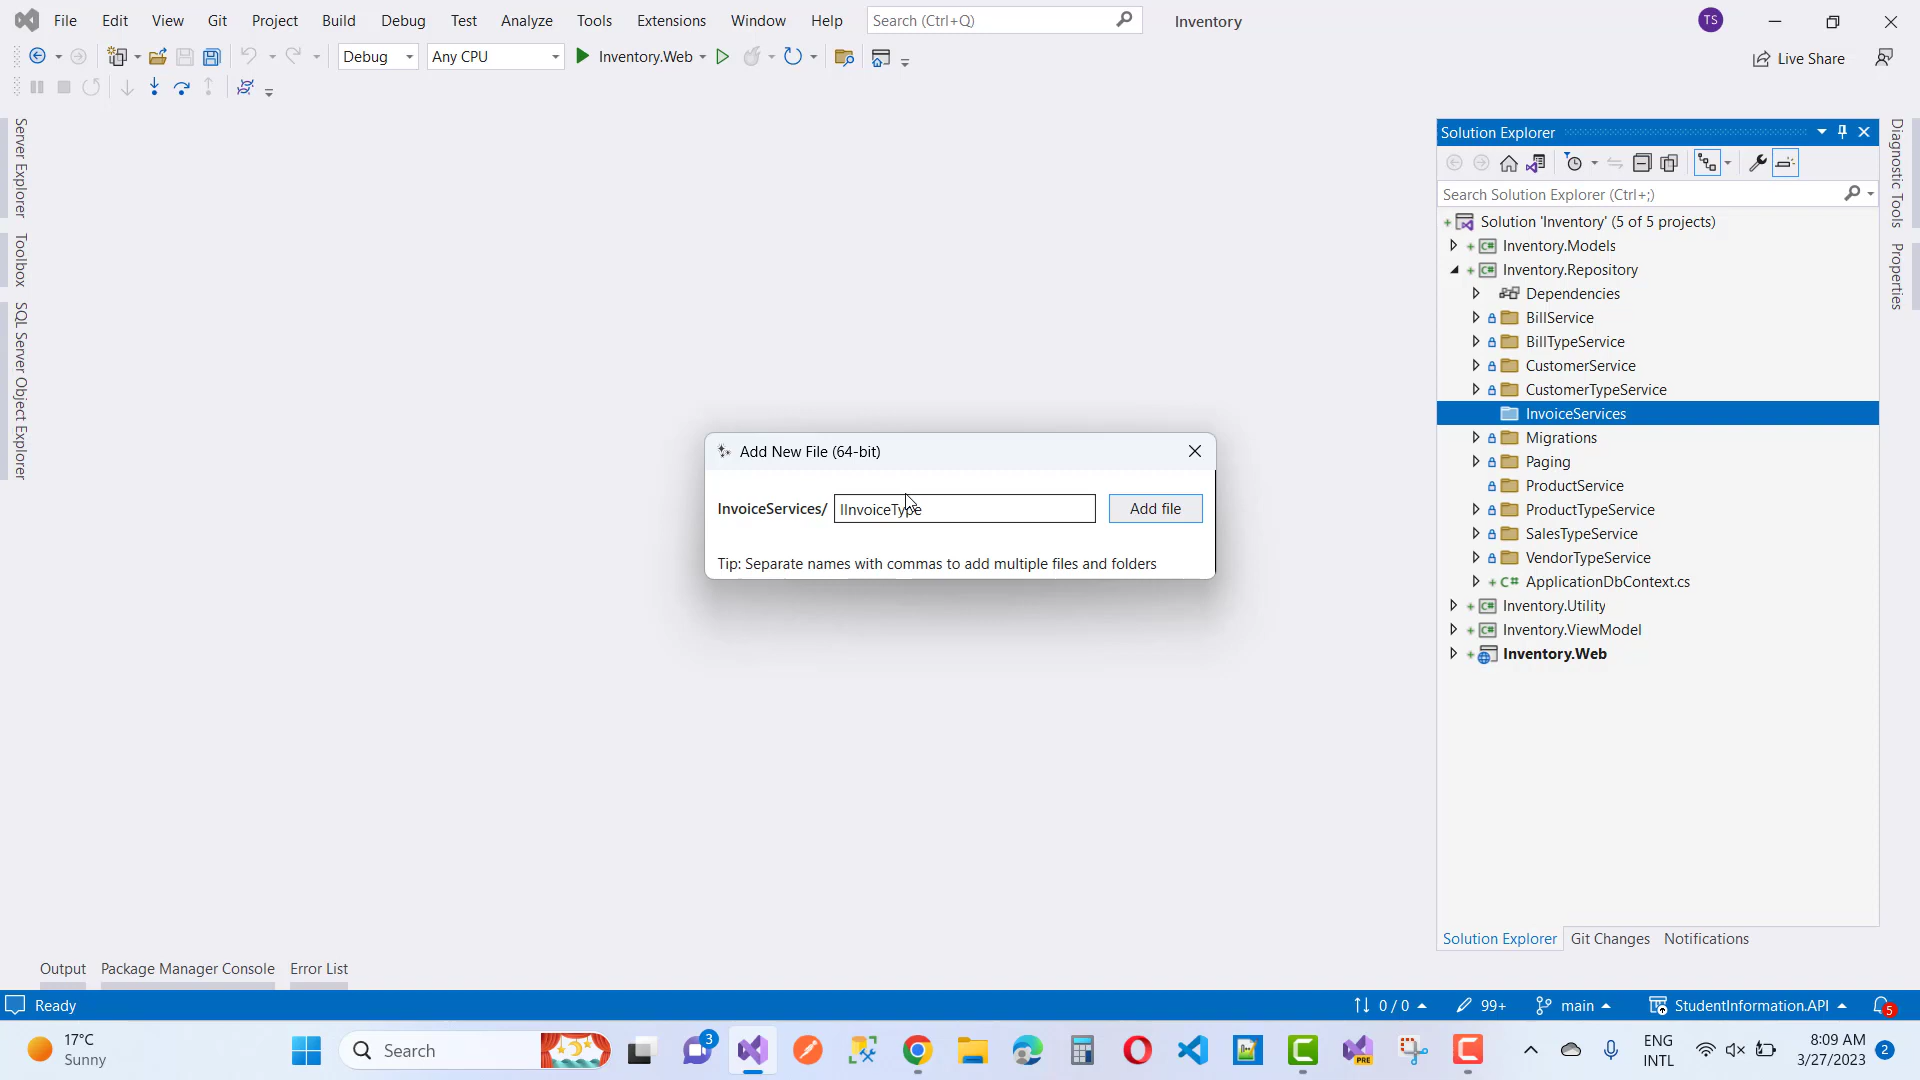 File Edit View Git Project Build Debug Test Analyze Tools Extensions Window Help Search (Ctrl+Q) Inventory TS
Debug Any CPU Inventory.Web Live Share
Server Explorer
Toolbox
SQL Server Object Explorer
Add New File (64-bit)
InvoiceServices/ IInvoiceType Add file
Tip: Separate names with commas to add multiple files and folders
Solution Explorer
Search Solution Explorer (Ctrl+;)
Solution 'Inventory' (5 of 5 projects)
C# Inventory.Models
C# Inventory.Repository
Dependencies
BillService
BillTypeService
CustomerService
CustomerTypeService
InvoiceServices
Migrations
Paging
ProductService
ProductTypeService
SalesTypeService
VendorTypeService
C# ApplicationDbContext.cs
C# Inventory.Utility
C# Inventory.ViewModel
Inventory.Web
Diagnostic Tools
Properties
Solution Explorer Git Changes Notifications
Output Package Manager Console Error List
Ready 0 / 0 99+ main StudentInformation.API 5
17°C
Sunny
Search 3 PRE
ENG
INTL
8:09 AM
3/27/2023 2